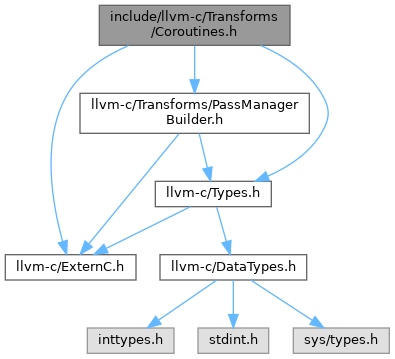 include/llvm-c/Transforms
/Coroutines.h
llvm-c/Transforms/PassManager
Builder.h
llvm-c/Types.h
llvm-c/ExternC.h
llvm-c/DataTypes.h
inttypes.h
stdint.h
sys/types.h